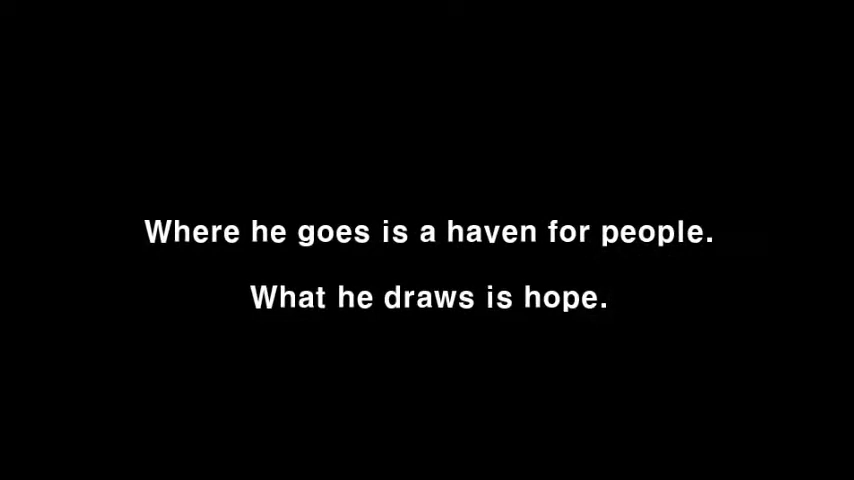 Where he goes is a haven for people.
What he draws is hope.